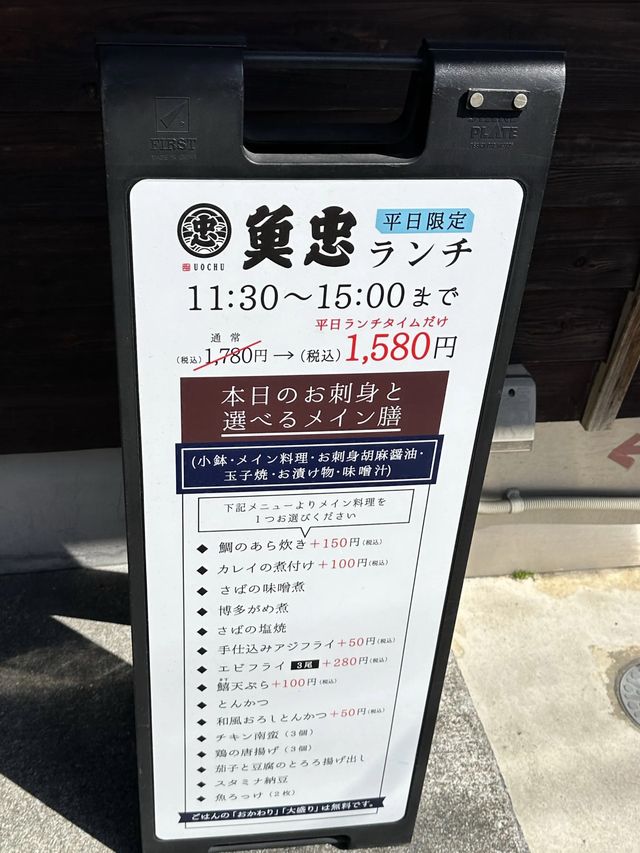 FIRST
PLATE
忠
UOCHU
魚忠
平日限定
ランチ
11:30～15:00まで
平日ランチタイムだけ
通常
(税込)1,780円→(税込)1,580円
本日のお刺身と
選べるメイン膳
(小鉢・メイン料理・お刺身胡麻醤油・
玉子焼・お漬け物・味噌汁)
下記メニューよりメイン料理を
1つお選びください
◆ 鯛のあら炊き+150円(税込)
◆ カレイの煮付け+100円(税込)
◆ さばの味噌煮
◆ 博多がめ煮
◆ さばの塩焼
◆ 手仕込みアジフライ+50円(税込)
◆ エビフライ 3尾 +280円(税込)
◆ 鱚天ぷら+100円(税込)
◆ とんかつ
◆ 和風おろしとんかつ+50円(税込)
◆ チキン南蛮(3個)
◆ 鶏の唐揚げ(3個)
◆ 茄子と豆腐のとろろ揚げ出し
◆ スタミナ納豆
◆ 魚ろっけ(2枚)
ごはんの「おかわり」「大盛り」は無料です。